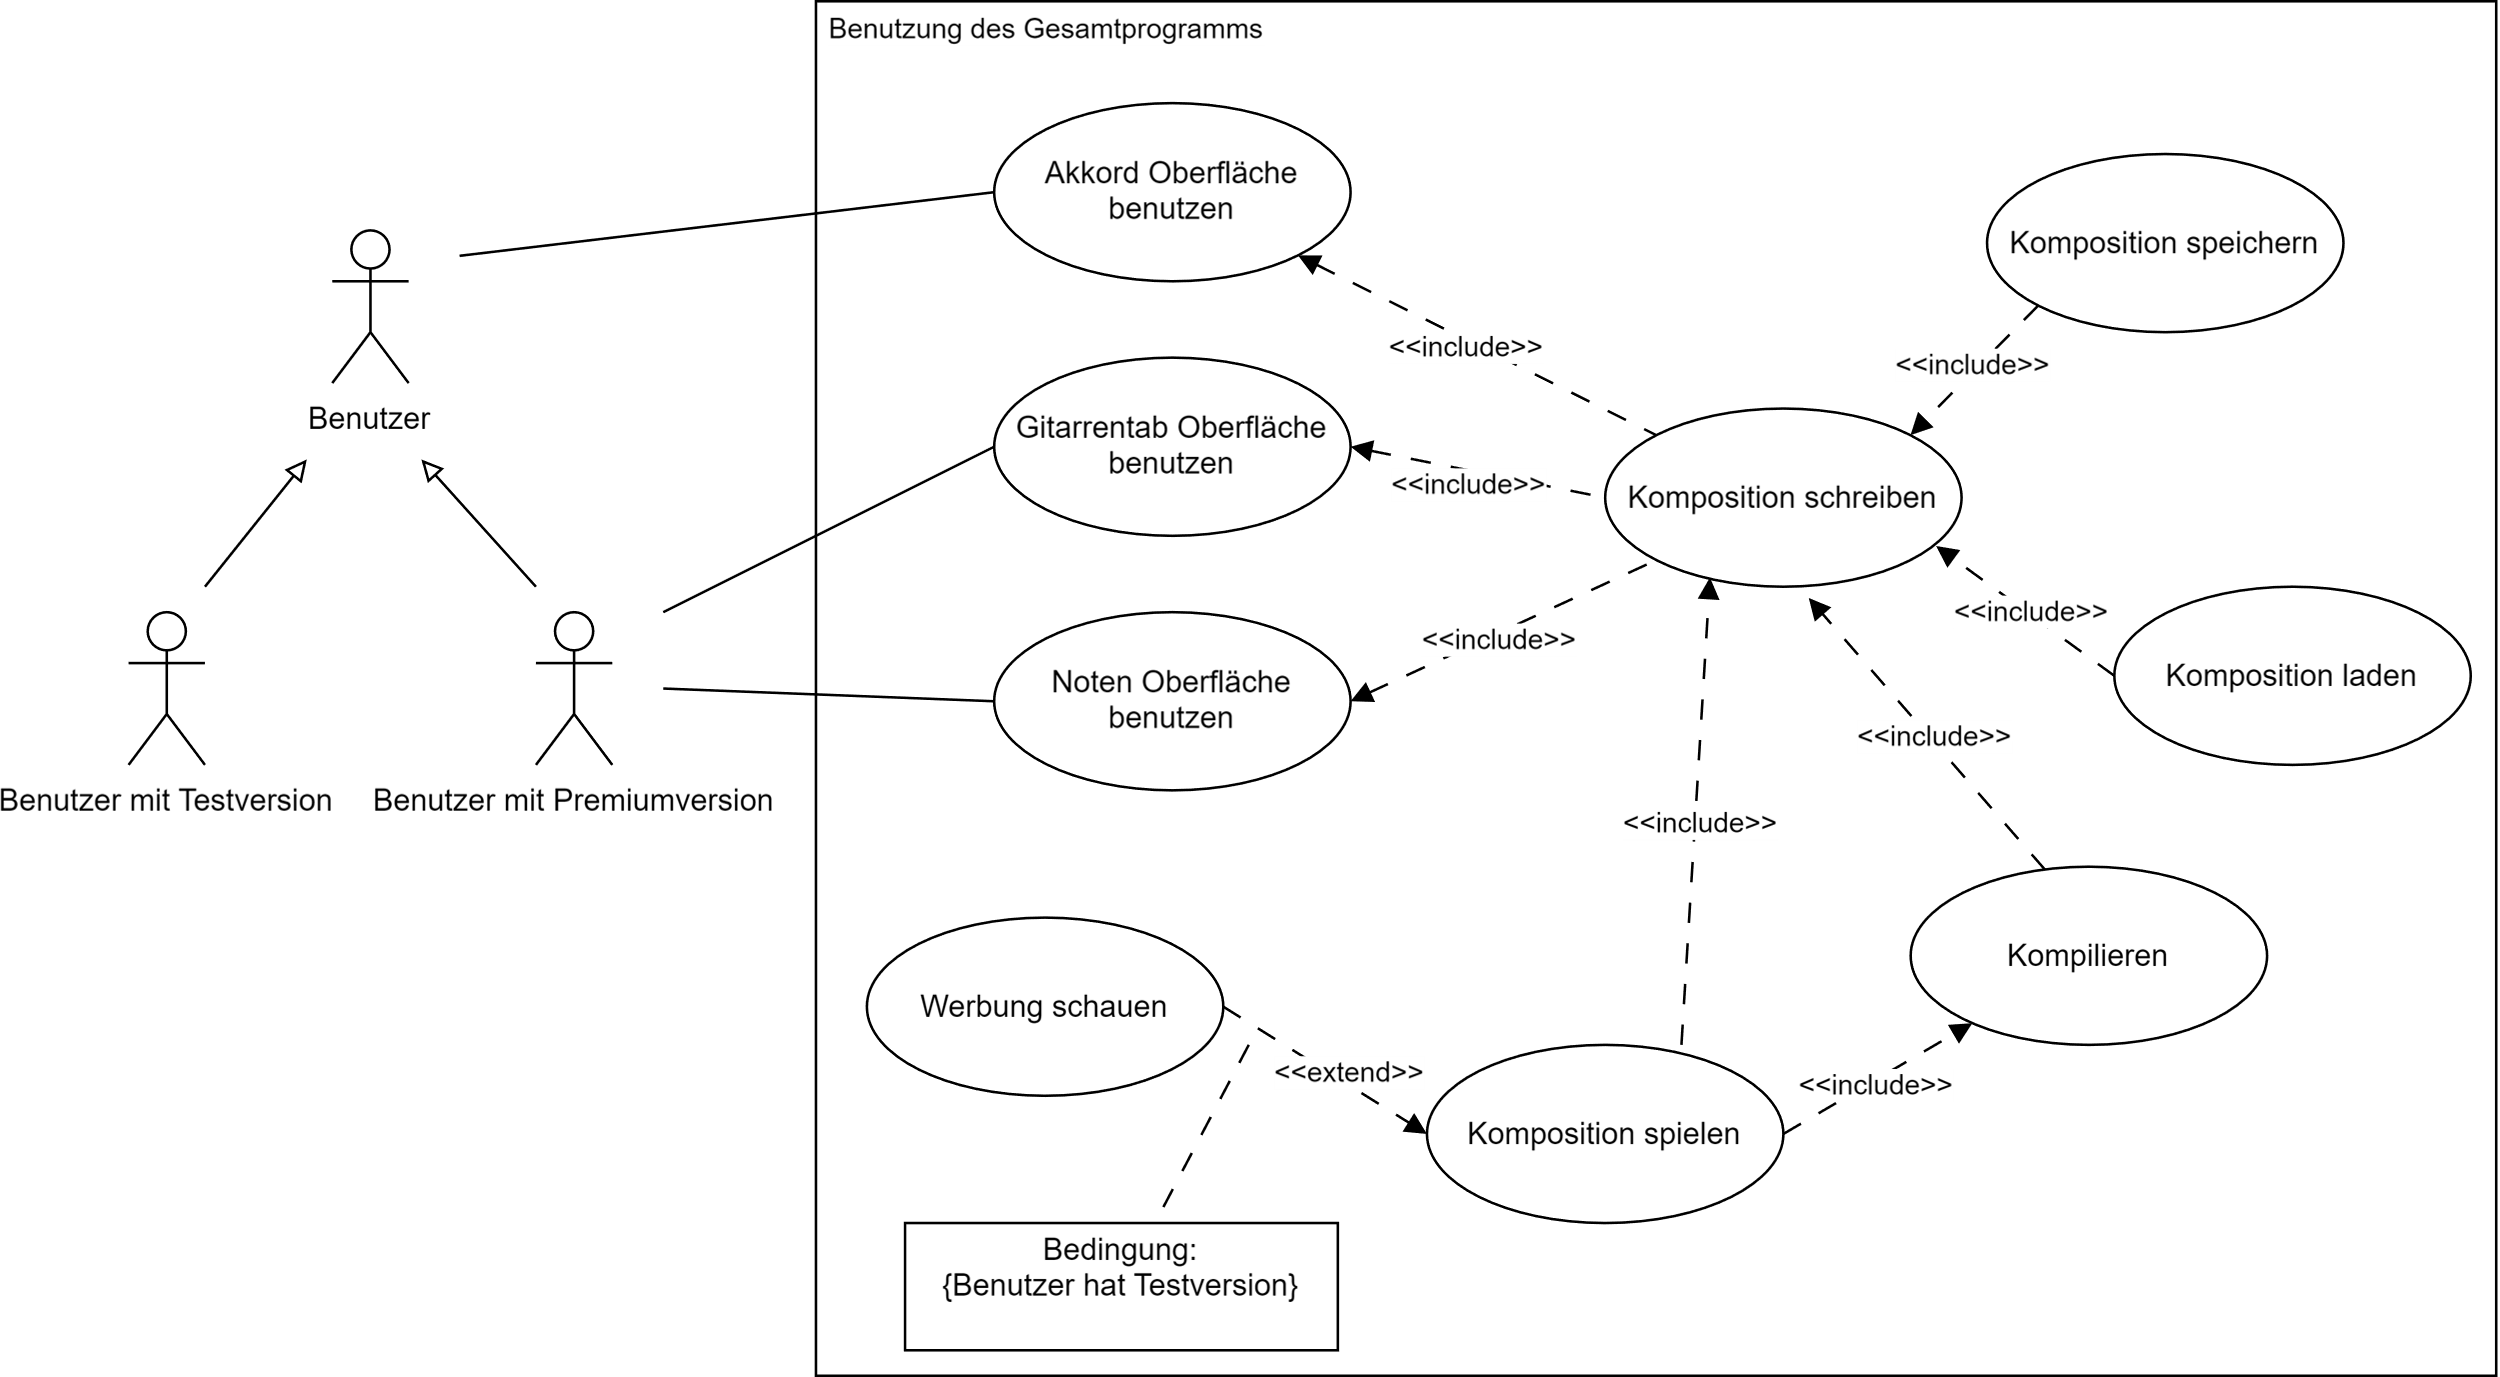 Benutzung des Gesamtprogramms
Akkord Oberfläche
benutzen
Komposition speichern
<<include>>
<<include>>
Benutzer
Gitarrentab Oberfläche
benutzen
<<include>>
Komposition schreiben
<<include>>
<<include>>
Noten Oberfläche
benutzen
Komposition laden
<<include>>
Benutzer mit Testversion
Benutzer mit Premiumversion
<<include>>
Kompilieren
Werbung schauen
<<extend>>
<<include>>
Komposition spielen
Bedingung:
{Benutzer hat Testversion}